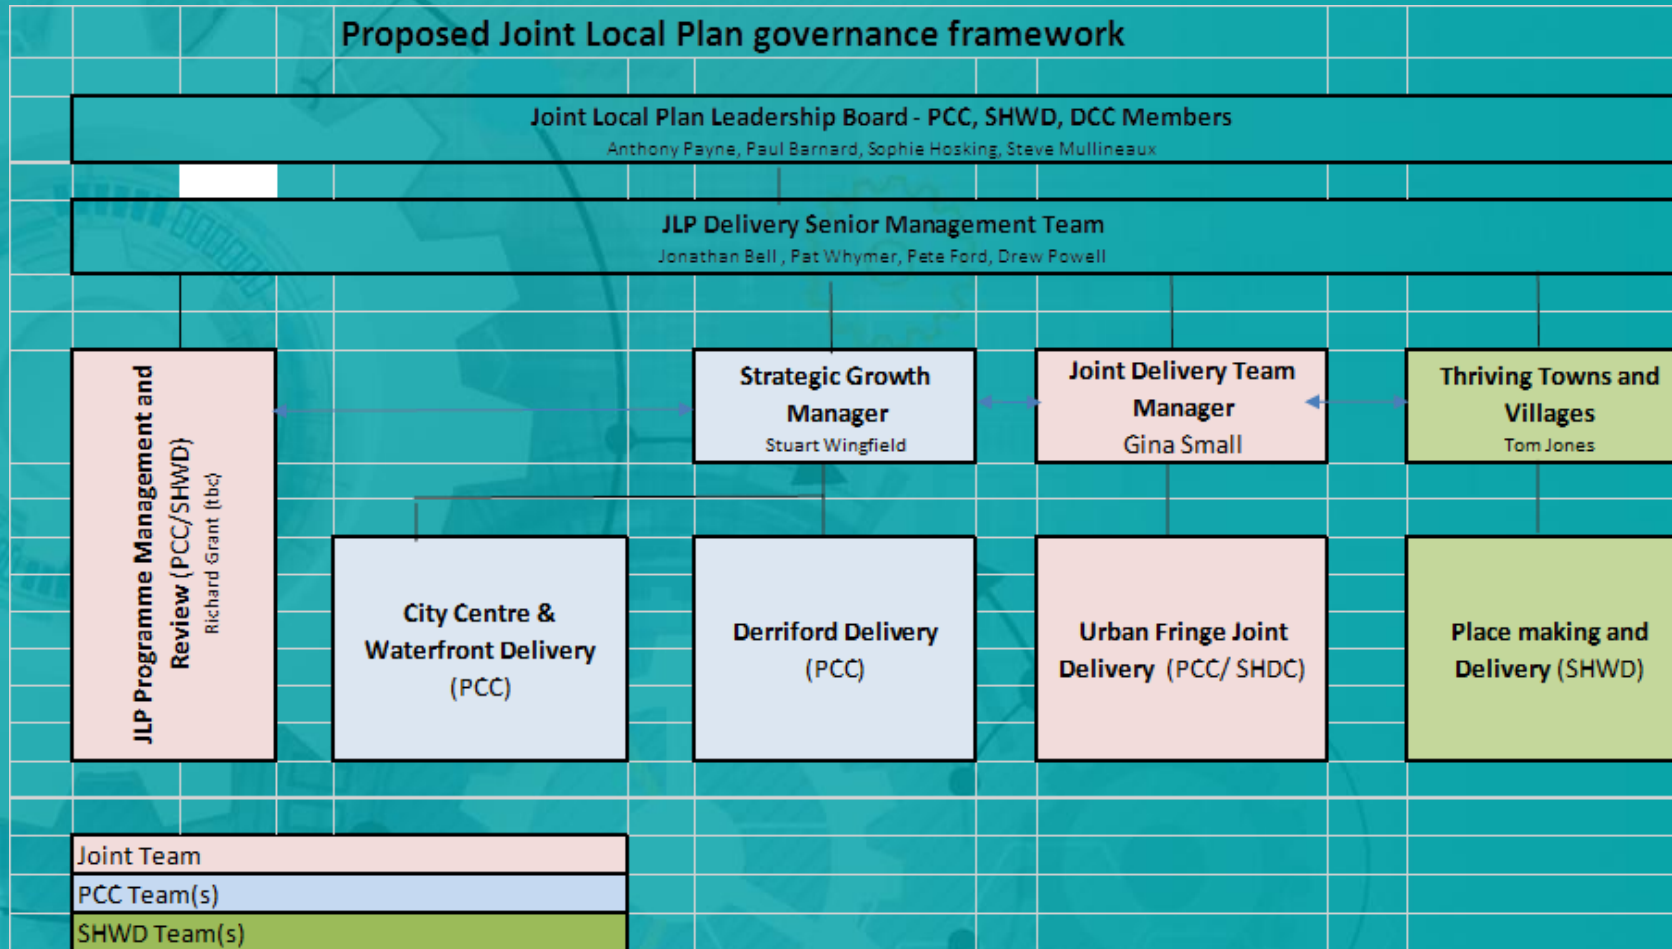 Proposed Joint Local Plan governance framework
Joint Local Plan Leadership Board - PCC, SHWD, DCC Members
Anthony Payne, Paul Barnard, Sophie Hosking, Steve Mullineaux
JLP Delivery Senior Management Team
Jonathan Bell , Pat Whymer, Pete Ford, Drew Powell
JLP Programme Management and
Review (PCC/SHWD)
Richard Grant (tbc)
Strategic Growth
Manager
Stuart Wingfield
Joint Delivery Team
Manager
Gina Small
Thriving Towns and
Villages
Tom Jones
City Centre &
Waterfront Delivery
(PCC)
Derriford Delivery
(PCC)
Urban Fringe Joint
Delivery (PCC/ SHDC)
Place making and
Delivery (SHWD)
Joint Team
PCC Team(s)
SHWD Team(s)